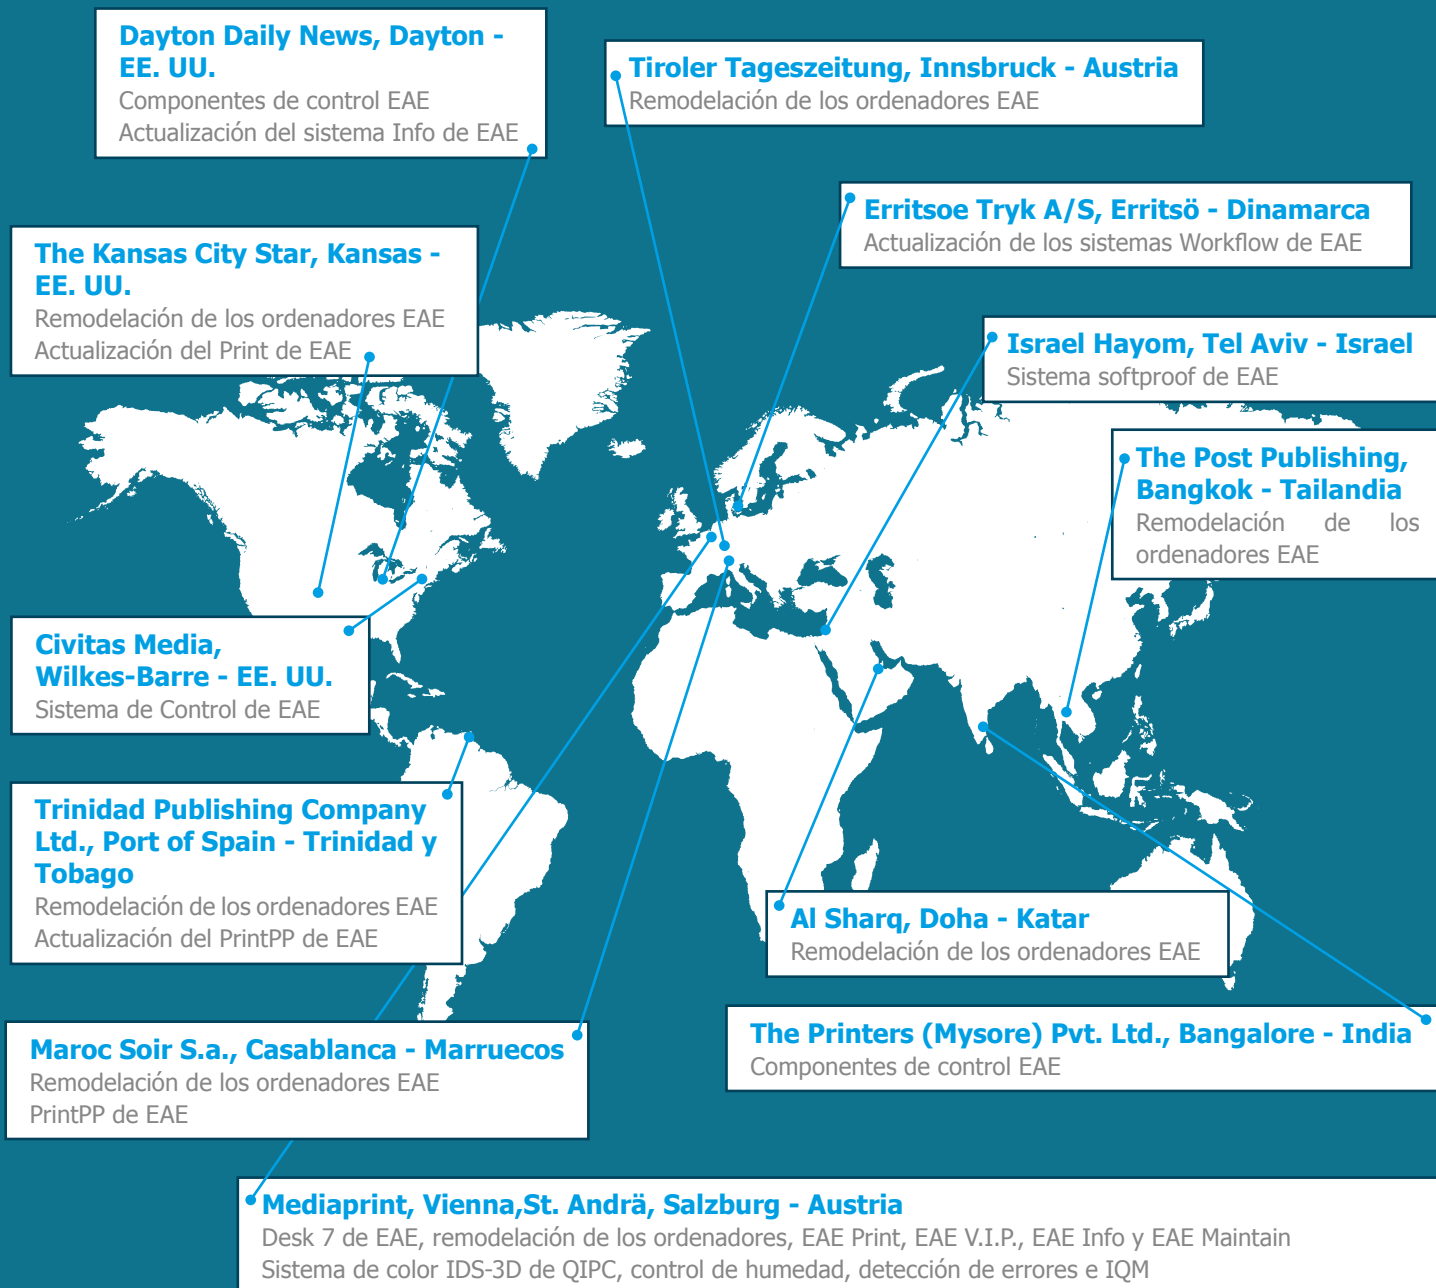 Dayton Daily News, Dayton -
EE. UU.
Componentes de control EAE
Actualización del sistema Info de EAE
Tiroler Tageszeitung, Innsbruck - Austria
Remodelación de los ordenadores EAE
Erritsoe Tryk A/S, Erritsö - Dinamarca
Actualización de los sistemas Workflow de EAE
The Kansas City Star, Kansas -
EE. UU.
Remodelación de los ordenadores EAE
Actualización del Print de EAE
Israel Hayom, Tel Aviv - Israel
Sistema softproof de EAE
The Post Publishing,
Bangkok - Tailandia
Remodelación de los
ordenadores EAE
Civitas Media,
Wilkes-Barre - EE. UU.
Sistema de Control de EAE
Trinidad Publishing Company
Ltd., Port of Spain - Trinidad y
Tobago
Remodelación de los ordenadores EAE
Actualización del PrintPP de EAE
Al Sharq, Doha - Katar
Remodelación de los ordenadores EAE
Maroc Soir S.a., Casablanca - Marruecos
Remodelación de los ordenadores EAE
PrintPP de EAE
The Printers (Mysore) Pvt. Ltd., Bangalore - India
Componentes de control EAE
Mediaprint, Vienna,St. Andrä, Salzburg - Austria
Desk 7 de EAE, remodelación de los ordenadores, EAE Print, EAE V.I.P., EAE Info y EAE Maintain
Sistema de color IDS-3D de QIPC, control de humedad, detección de errores e IQM